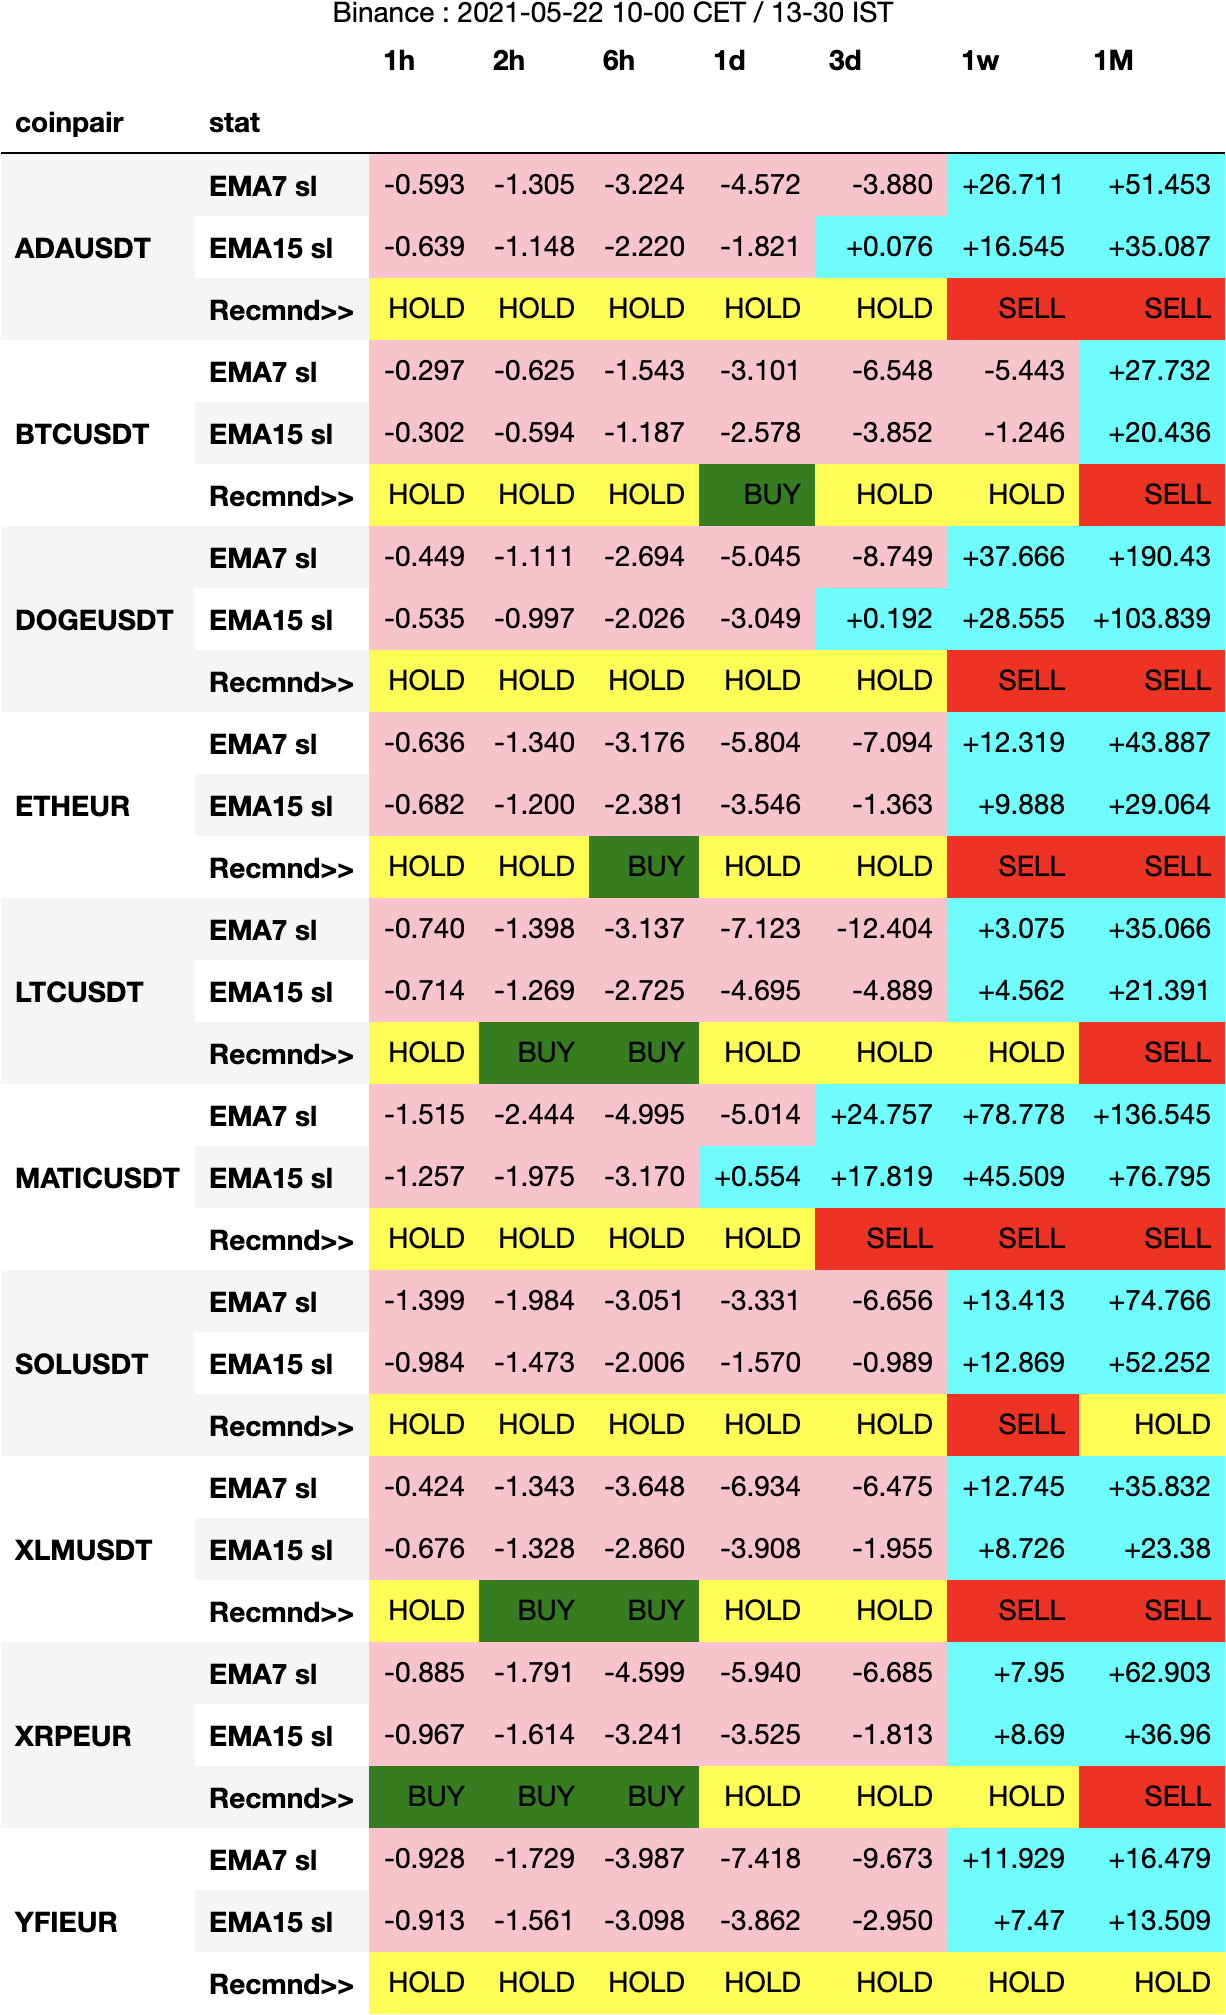 Binance : 2021-05-22 10-00 CET / 13-30 IST
1h 2h 6h 1d 3d 1w 1M
coinpair stat
EMA7 sl -0.593 -1.305 -3.224 -4.572 -3.880 +26.711 +51.453
ADAUSDT EMA15 sl -0.639 -1.148 -2.220 -1.821 +0.076 +16.545 +35.087
Recmnd>> HOLD HOLD HOLD HOLD HOLD SELL SELL
EMA7 sl -0.297 -0.625 -1.543 -3.101 -6.548 -5.443 +27.732
BTCUSDT EMA15 sl -0.302 -0.594 -1.187 -2.578 -3.852 -1.246 +20.436
Recmnd>> HOLD HOLD HOLD BUY HOLD HOLD SELL
EMA7 sl -0.449 -1.111 -2.694 -5.045 -8.749 +37.666 +190.43
DOGEUSDT EMA15 sl -0.535 -0.997 -2.026 -3.049 +0.192 +28.555 +103.839
Recmnd>> HOLD HOLD HOLD HOLD HOLD SELL SELL
EMA7 sl -0.636 -1.340 -3.176 -5.804 -7.094 +12.319 +43.887
ETHEUR EMA15 sl -0.682 -1.200 -2.381 -3.546 -1.363 +9.888 +29.064
Recmnd>> HOLD HOLD BUY HOLD HOLD SELL SELL
EMA7 sl -0.740 -1.398 -3.137 -7.123 -12.404 +3.075 +35.066
LTCUSDT EMA15 sl -0.714 -1.269 -2.725 -4.695 -4.889 +4.562 +21.391
Recmnd>> HOLD BUY BUY HOLD HOLD HOLD SELL
EMA7 sl -1.515 -2.444 -4.995 -5.014 +24.757 +78.778 +136.545
MATICUSDT EMA15 sl -1.257 -1.975 -3.170 +0.554 +17.819 +45.509 +76.795
Recmnd>> HOLD HOLD HOLD HOLD SELL SELL SELL
EMA7 sl -1.399 -1.984 -3.051 -3.331 -6.656 +13.413 +74.766
SOLUSDT EMA15 sl -0.984 -1.473 -2.006 -1.570 -0.989 +12.869 +52.252
Recmnd>> HOLD HOLD HOLD HOLD HOLD SELL HOLD
EMA7 sl -0.424 -1.343 -3.648 -6.934 -6.475 +12.745 +35.832
XLMUSDT EMA15 sl -0.676 -1.328 -2.860 -3.908 -1.955 +8.726 +23.38
Recmnd>> HOLD BUY BUY HOLD HOLD SELL SELL
EMA7 sl -0.885 -1.791 -4.599 -5.940 -6.685 +7.95 +62.903
XRPEUR EMA15 sl -0.967 -1.614 -3.241 -3.525 -1.813 +8.69 +36.96
Recmnd>> BUY BUY BUY HOLD HOLD HOLD SELL
EMA7 sl -0.928 -1.729 -3.987 -7.418 -9.673 +11.929 +16.479
YFIEUR EMA15 sl -0.913 -1.561 -3.098 -3.862 -2.950 +7.47 +13.509
Recmnd>> HOLD HOLD HOLD HOLD HOLD HOLD HOLD